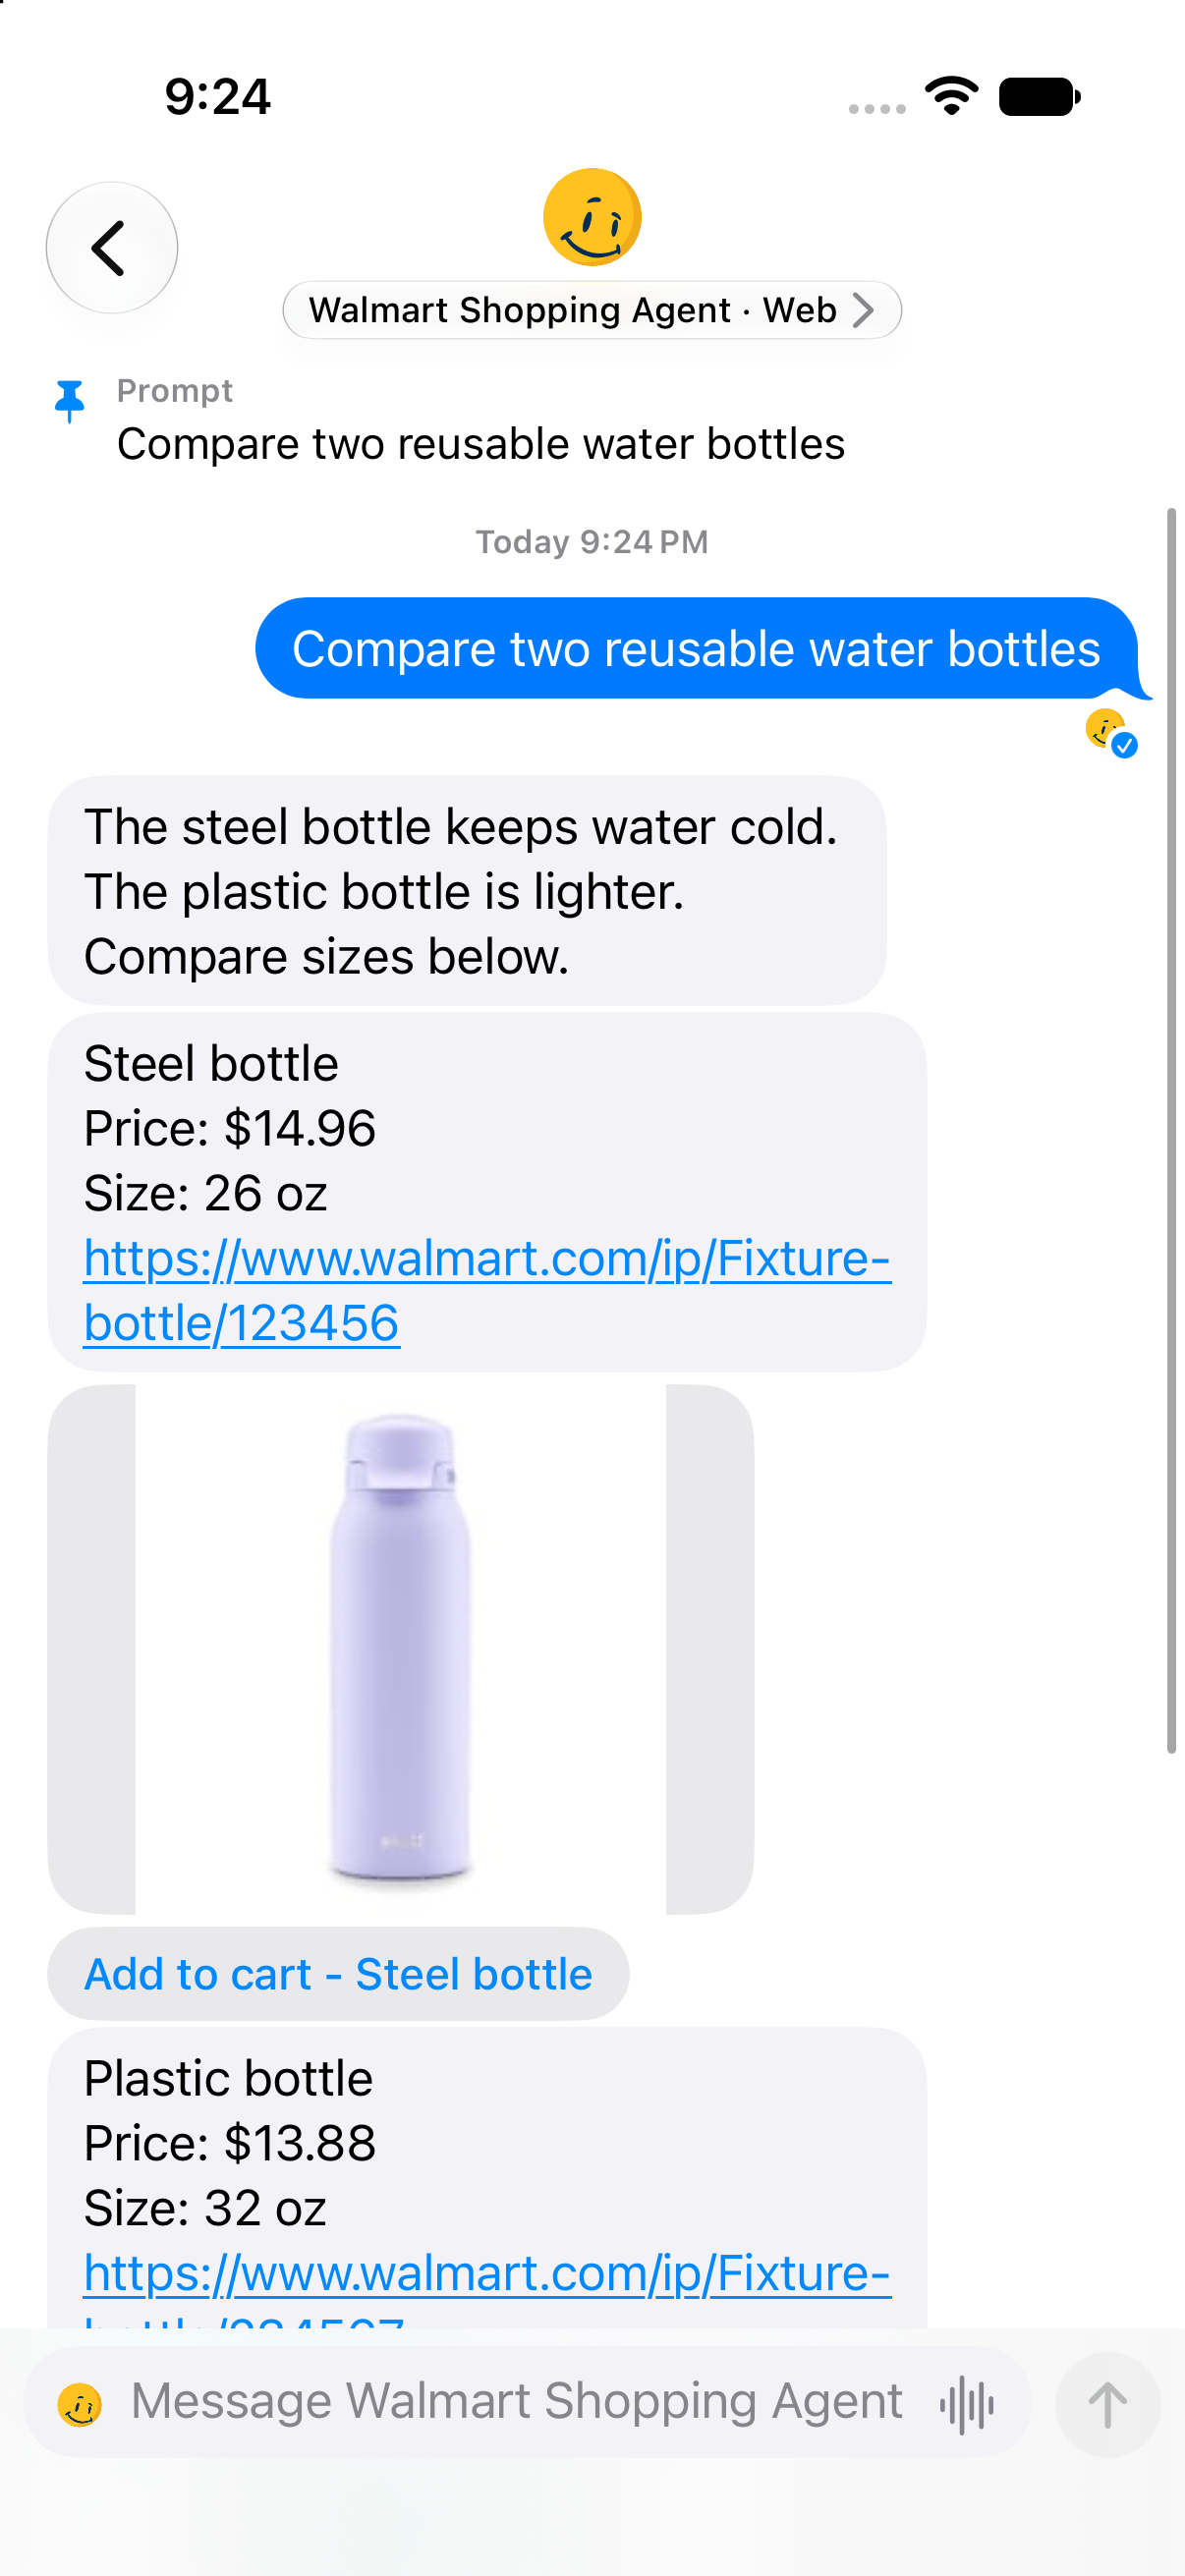 9:24
Walmart Shopping Agent · Web
Prompt
Compare two reusable water bottles
Today 9:24 PM
Compare two reusable water bottles
The steel bottle keeps water cold.
The plastic bottle is lighter.
Compare sizes below.
Steel bottle
Price: $14.96
Size: 26 oz
https://www.walmart.com/ip/Fixture-
bottle/123456
Add to cart - Steel bottle
Plastic bottle
Price: $13.88
Size: 32 oz
https://www.walmart.com/ip/Fixture-
Message Walmart Shopping Agent